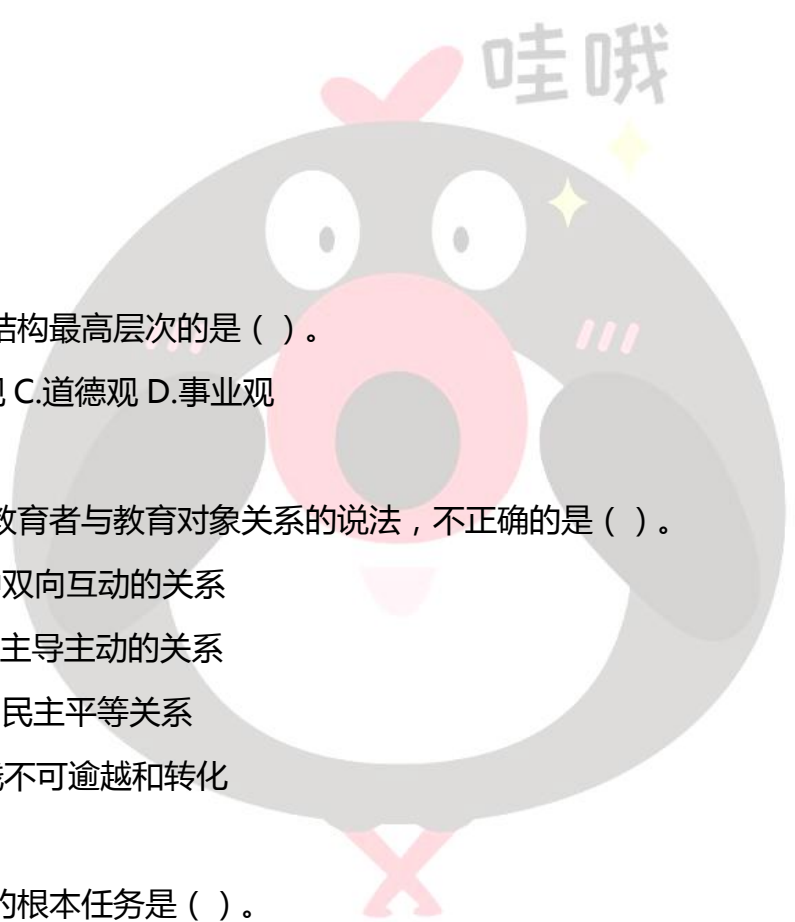 哇哦
结构最高层次的是（ ）。
C.道德观 D.事业观
教育者与教育对象关系的说法，不正确的是（ ）。
双向互动的关系
主导主动的关系
民主平等关系
不可逾越和转化
的根本任务是（ ）。